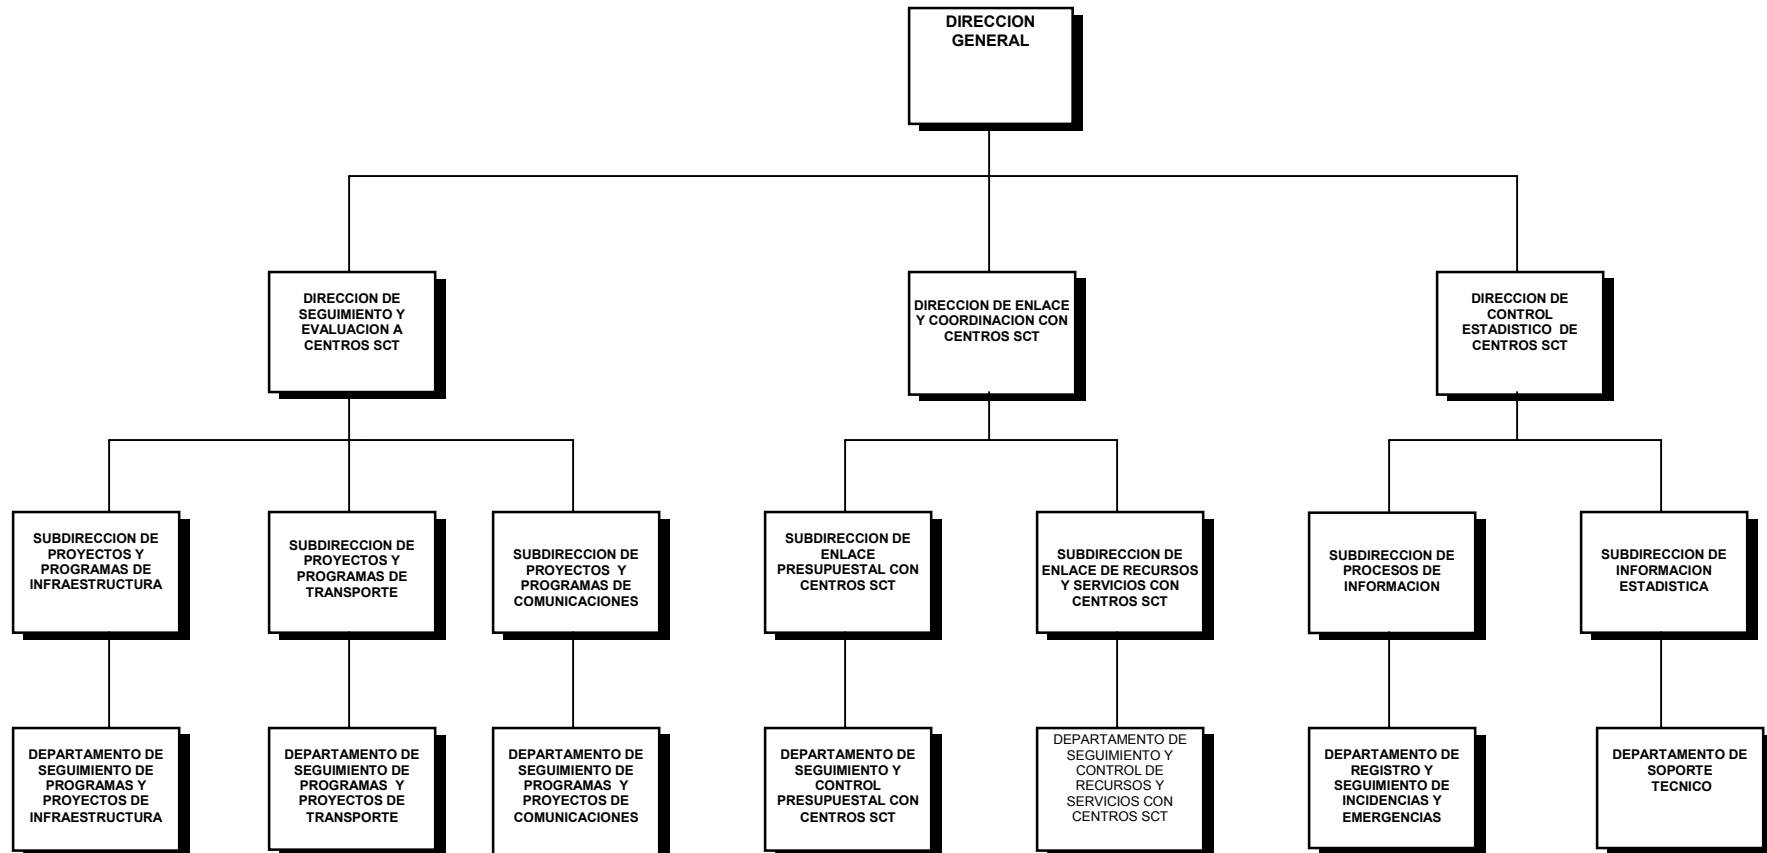 DIRECCION
GENERAL
DIRECCION DE
SEGUIMIENTO Y
EVALUACION A
CENTROS SCT
DIRECCION DE ENLACE
Y COORDINACION CON
CENTROS SCT
DIRECCION DE
CONTROL
ESTADISTICO DE
CENTROS SCT
SUBDIRECCION DE
PROYECTOS Y
PROGRAMAS DE
INFRAESTRUCTURA
SUBDIRECCION DE
PROYECTOS Y
PROGRAMAS DE
TRANSPORTE
SUBDIRECCION DE
PROYECTOS Y
PROGRAMAS DE
COMUNICACIONES
SUBDIRECCION DE
ENLACE
PRESUPUESTAL CON
CENTROS SCT
SUBDIRECCION DE
ENLACE DE RECURSOS
Y SERVICIOS CON
CENTROS SCT
SUBDIRECCION DE
PROCESOS DE
INFORMACION
SUBDIRECCION DE
INFORMACION
ESTADISTICA
DEPARTAMENTO DE
SEGUIMIENTO DE
PROGRAMAS Y
PROYECTOS DE
INFRAESTRUCTURA
DEPARTAMENTO DE
SEGUIMIENTO DE
PROGRAMAS Y
PROYECTOS DE
TRANSPORTE
DEPARTAMENTO DE
SEGUIMIENTO DE
PROGRAMAS Y
PROYECTOS DE
COMUNICACIONES
DEPARTAMENTO DE
SEGUIMIENTO Y
CONTROL
PRESUPUESTAL CON
CENTROS SCT
DEPARTAMENTO DE
SEGUIMIENTO Y
CONTROL DE
RECURSOS Y
SERVICIOS CON
CENTROS SCT
DEPARTAMENTO DE
REGISTRO Y
SEGUIMIENTO DE
INCIDENCIAS Y
EMERGENCIAS
DEPARTAMENTO DE
SOPORTE
TECNICO